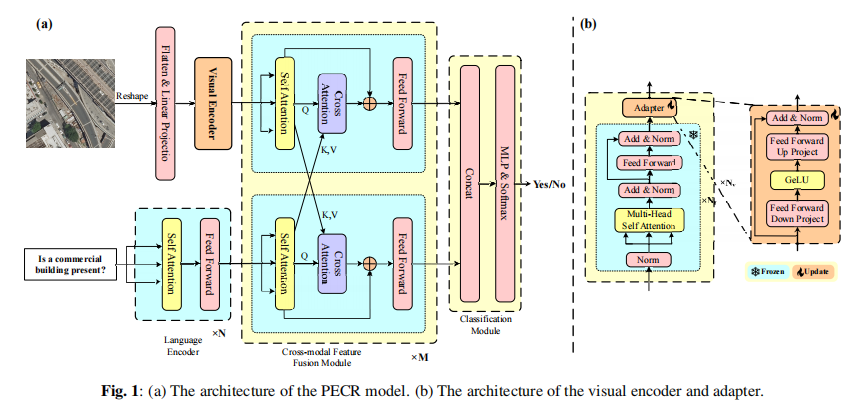 (a)
Reshape
Flatten & Linear Projectio
Visual Encoder
Self Attention
Q
Cross
Attention
Feed Forward
K,V
K,V
Self Attention
Q
Cross
Attention
Feed Forward
Concat
MLP & Softmax
Yes/No
Is a commercial
building present?
Self Attention
Feed Forward
×N
Language
Encoder
Cross-modal Feature
Fusion Module
×M
Classification
Module
(b)
Adapter
Add & Norm
Feed Forward
Add & Norm
Multi-Head
Self Attention
Norm
Add & Norm
Feed Forward
Up Project
GeLU
Feed Forward
Down Project
Frozen
Update
Fig. 1: (a) The architecture of the PECR model. (b) The architecture of the visual encoder and adapter.